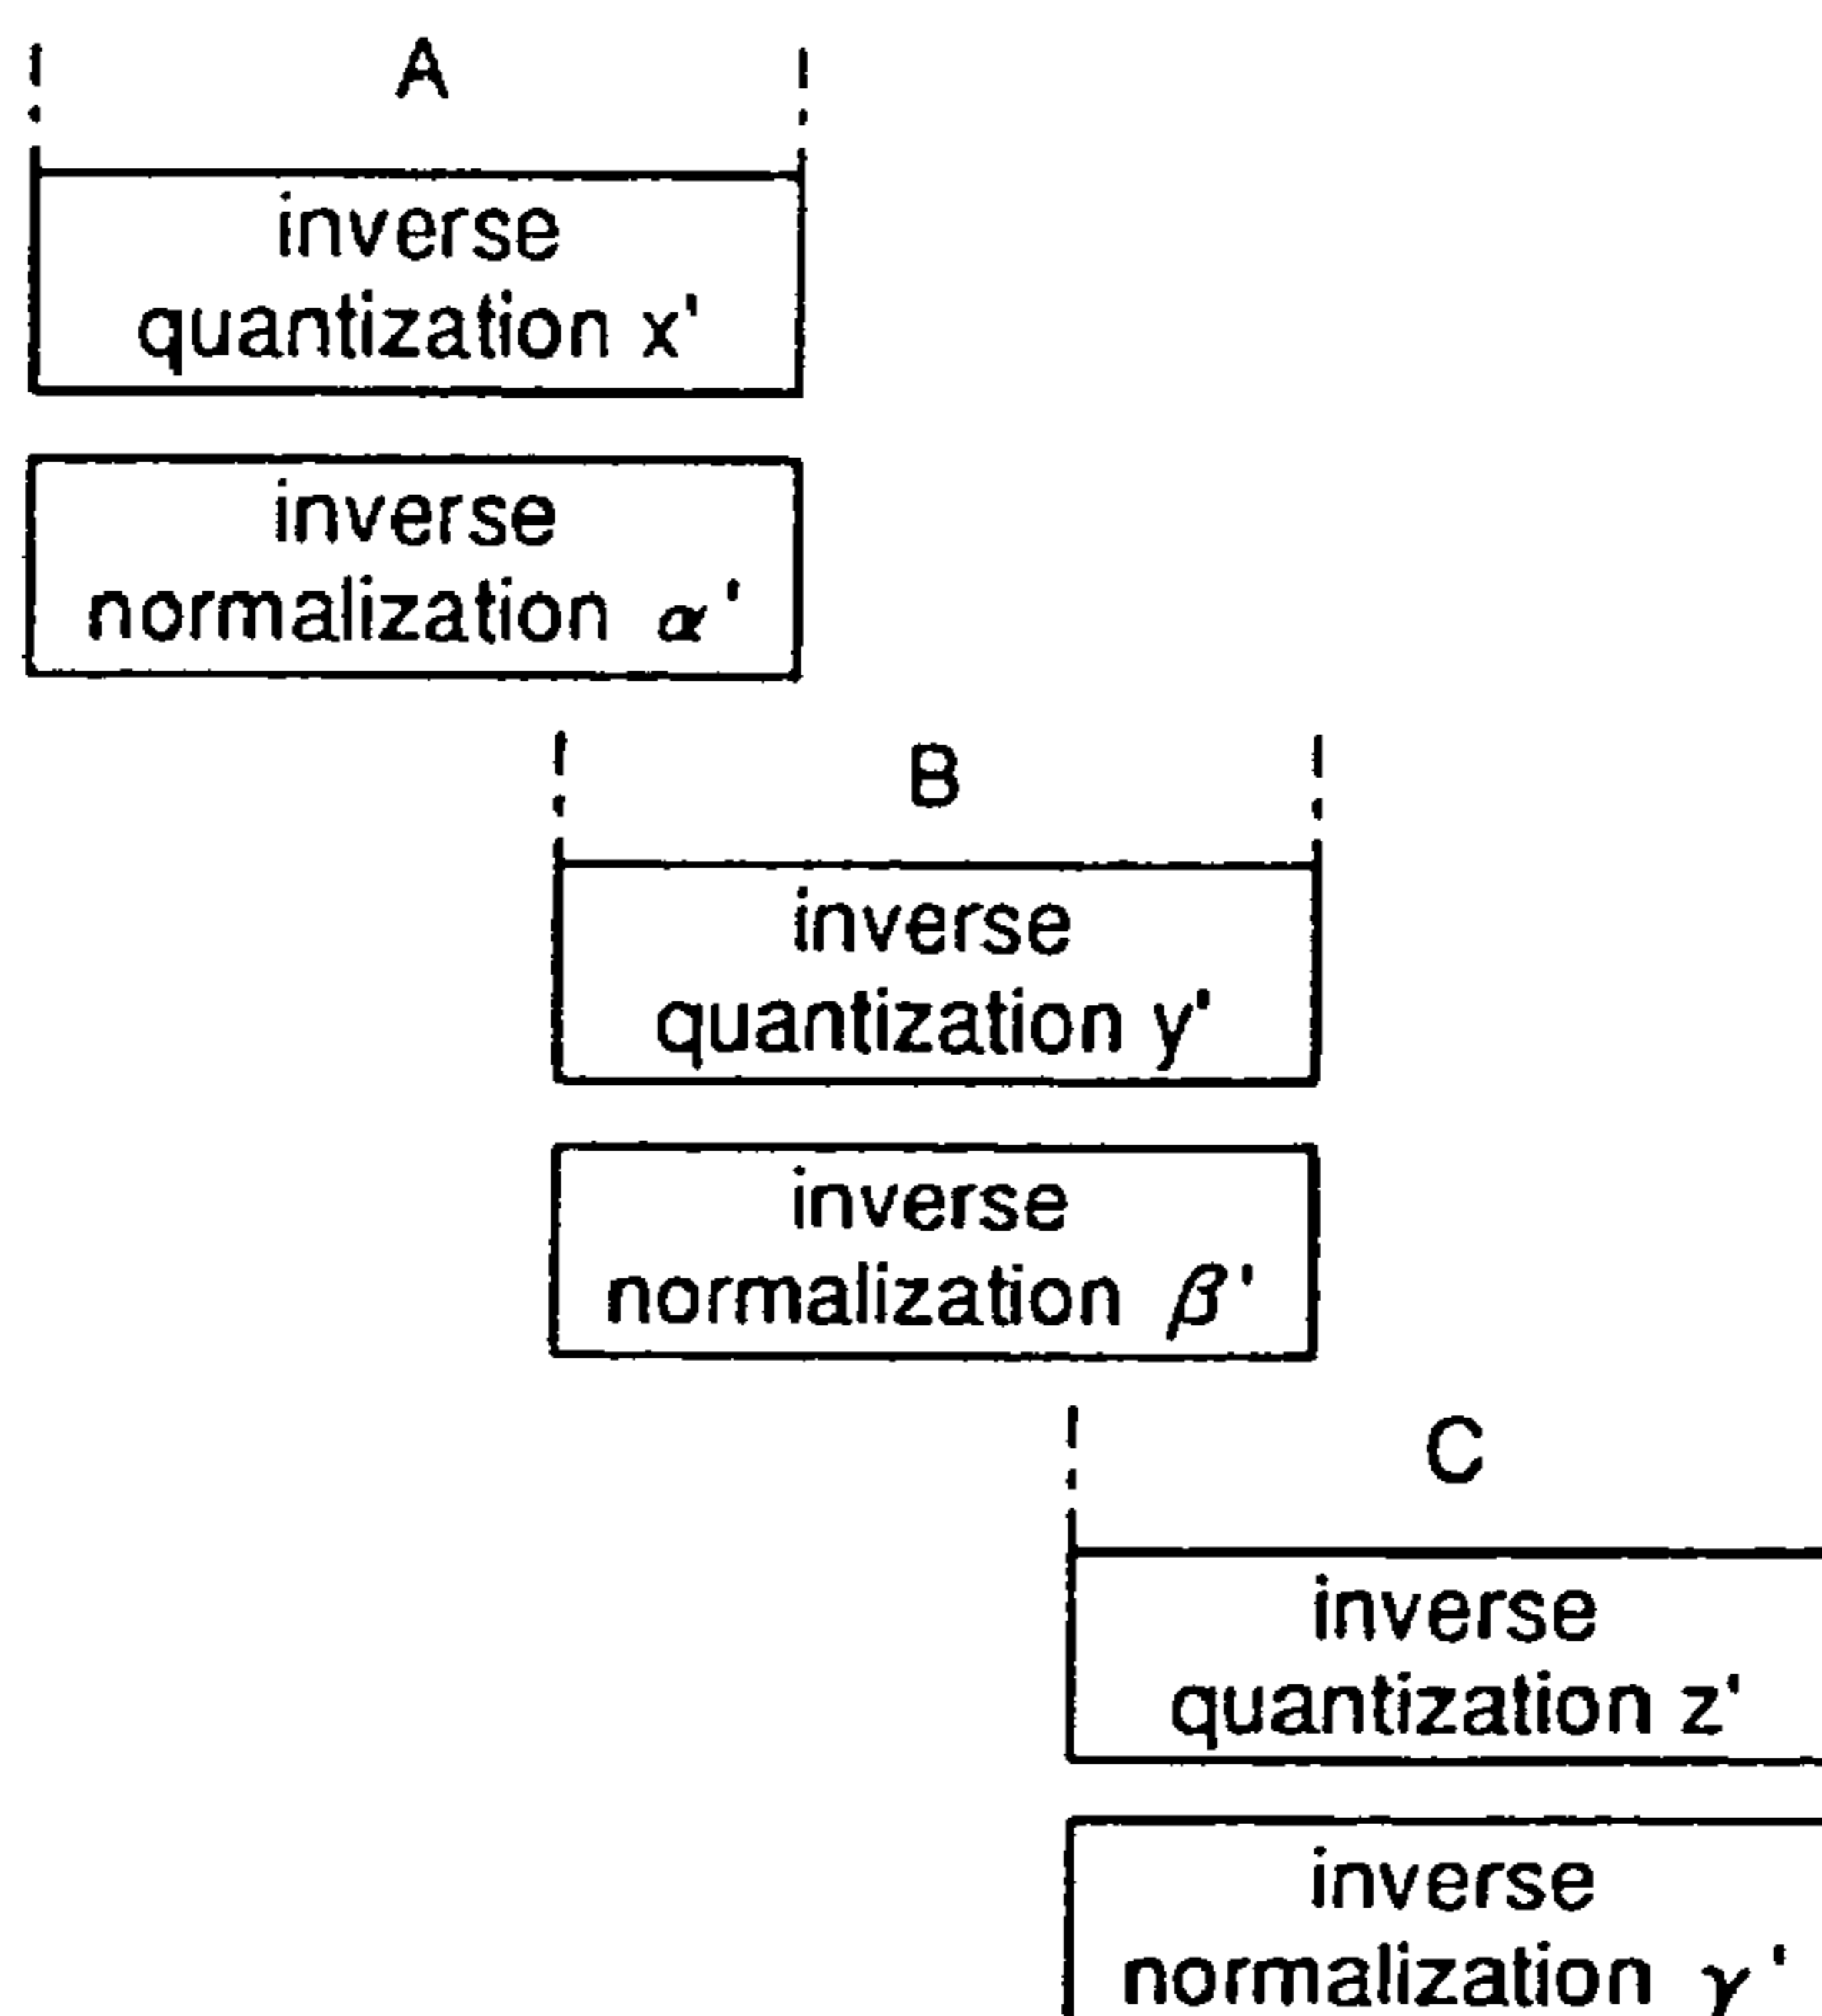 A
inverse
quantization x'
inverse
normalization α'
B
inverse
quantization y'
inverse
normalization β'
C
inverse
quantization z'
inverse
normalization γ'